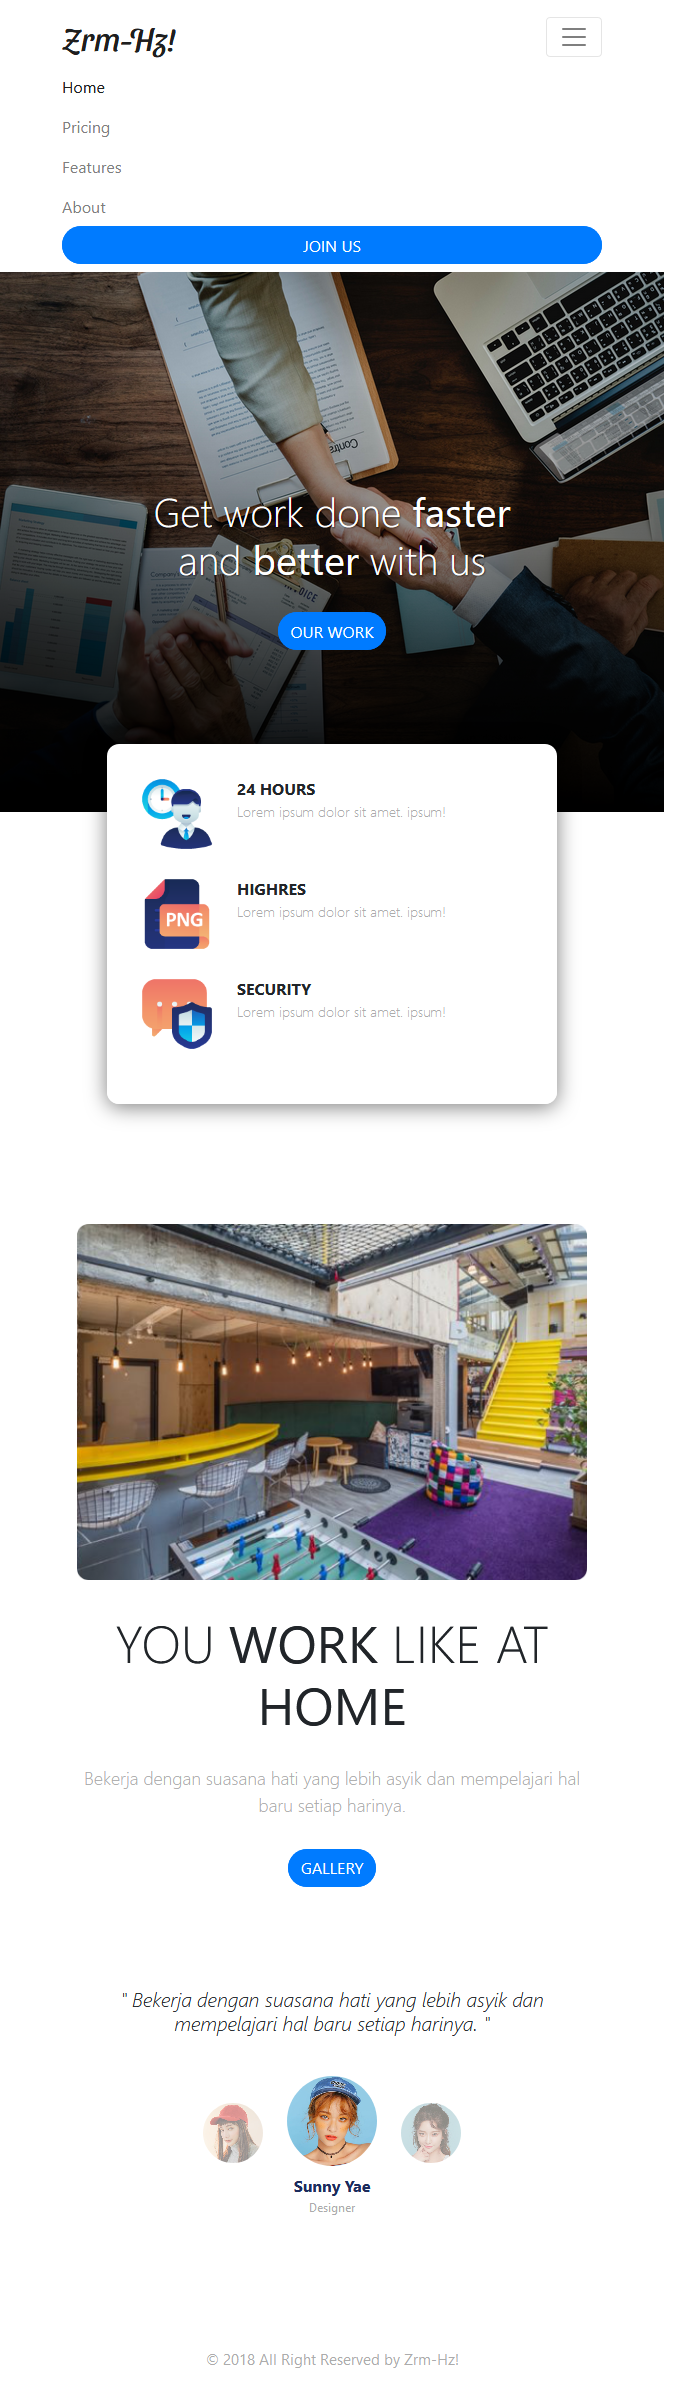 Zrm-Hz!
Home
Pricing
Features
About
JOIN US
Contra
Get work done faster
and better with us
OUR WORK
24 HOURS
Lorem ipsum dolor sit amet. ipsum!
HIGHRES
Lorem ipsum dolor sit amet. ipsum!
PNG
SECURITY
Lorem ipsum dolor sit amet. ipsum!
YOU WORK LIKE AT
HOME
Bekerja dengan suasana hati yang lebih asyik dan mempelajari hal
baru setiap harinya.
GALLERY
" Bekerja dengan suasana hati yang lebih asyik dan
mempelajari hal baru setiap harinya. "
Sunny Yae
Designer
© 2018 All Right Reserved by Zrm-Hz!